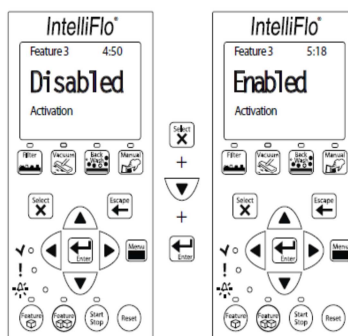 IntelliFlo®
Feature 3 4:50
Disabled
Activation
Filter Vacuum Back Wash Manual
Select Escape
Menu
Enter
Feature Feature Start Stop Reset
Select
+
+
Enter
IntelliFlo®
Feature 3 5:18
Enabled
Activation
Filter Vacuum Back Wash Manual
Select Escape
Menu
Enter
Feature Feature Start Stop Reset